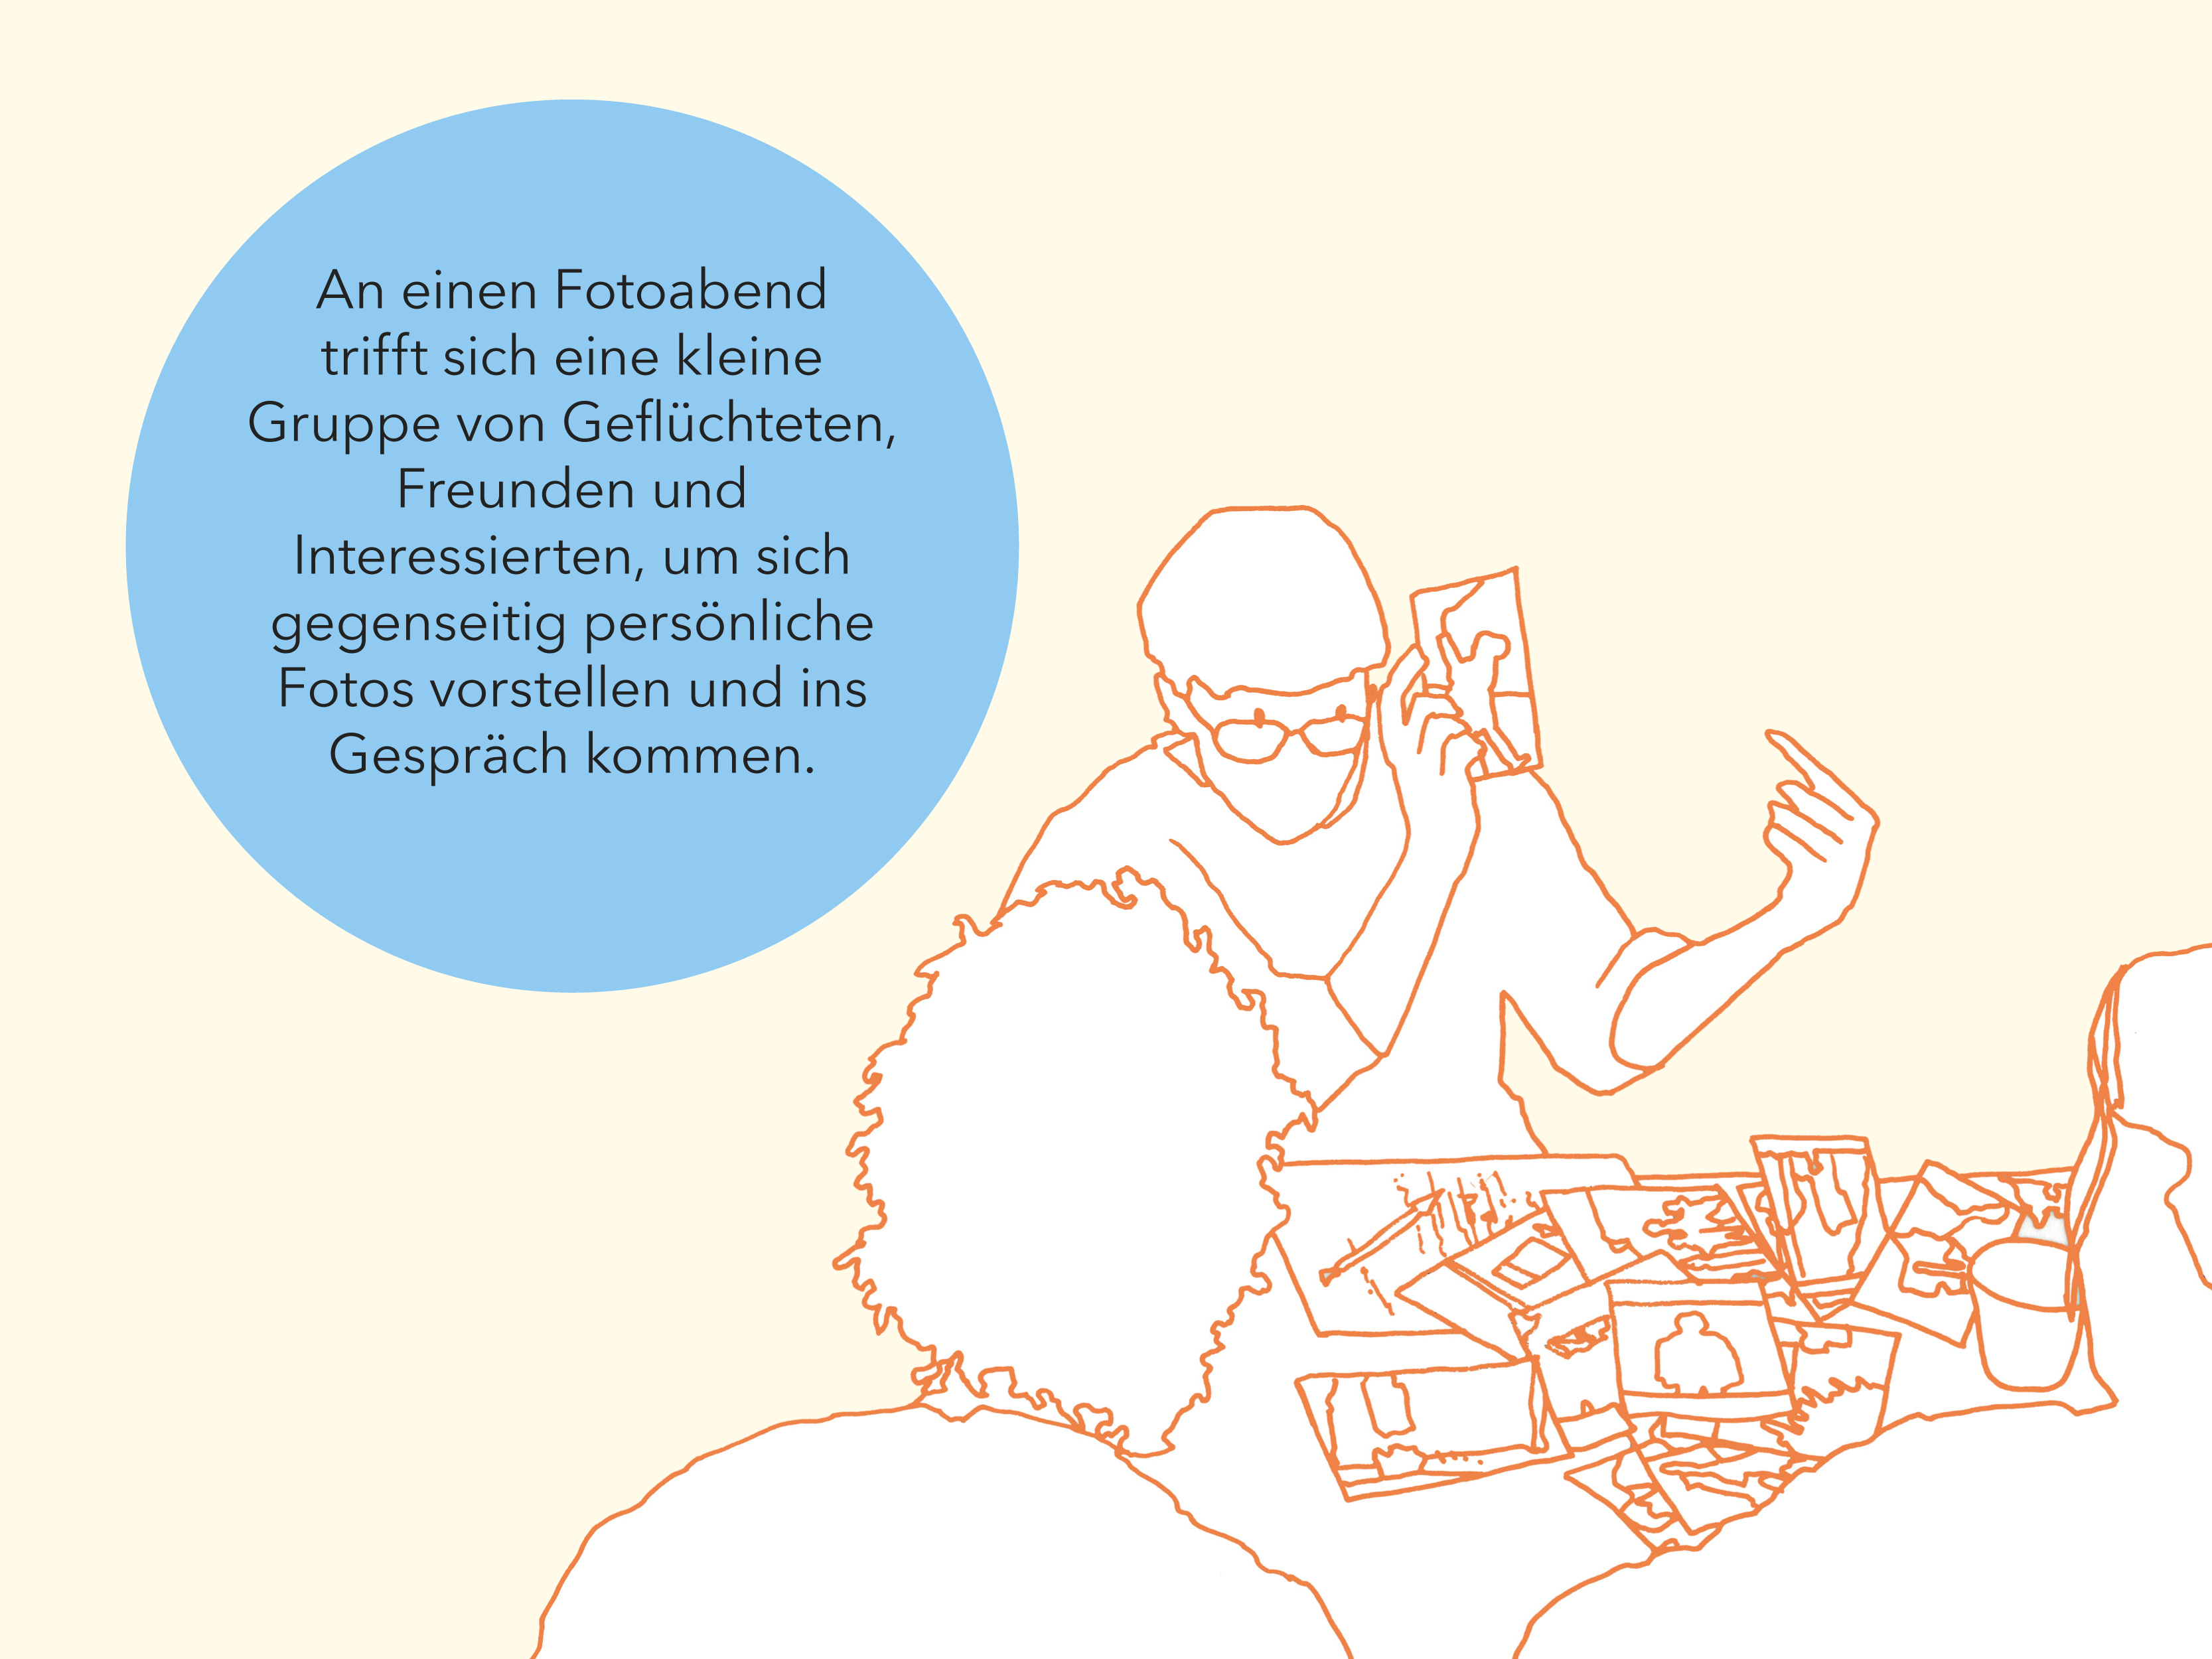 An einen Fotoabend
trifft sich eine kleine
Gruppe von Geflüchteten,
Freunden und
Interessierten, um sich
gegenseitig persönliche
Fotos vorstellen und ins
Gespräch kommen.